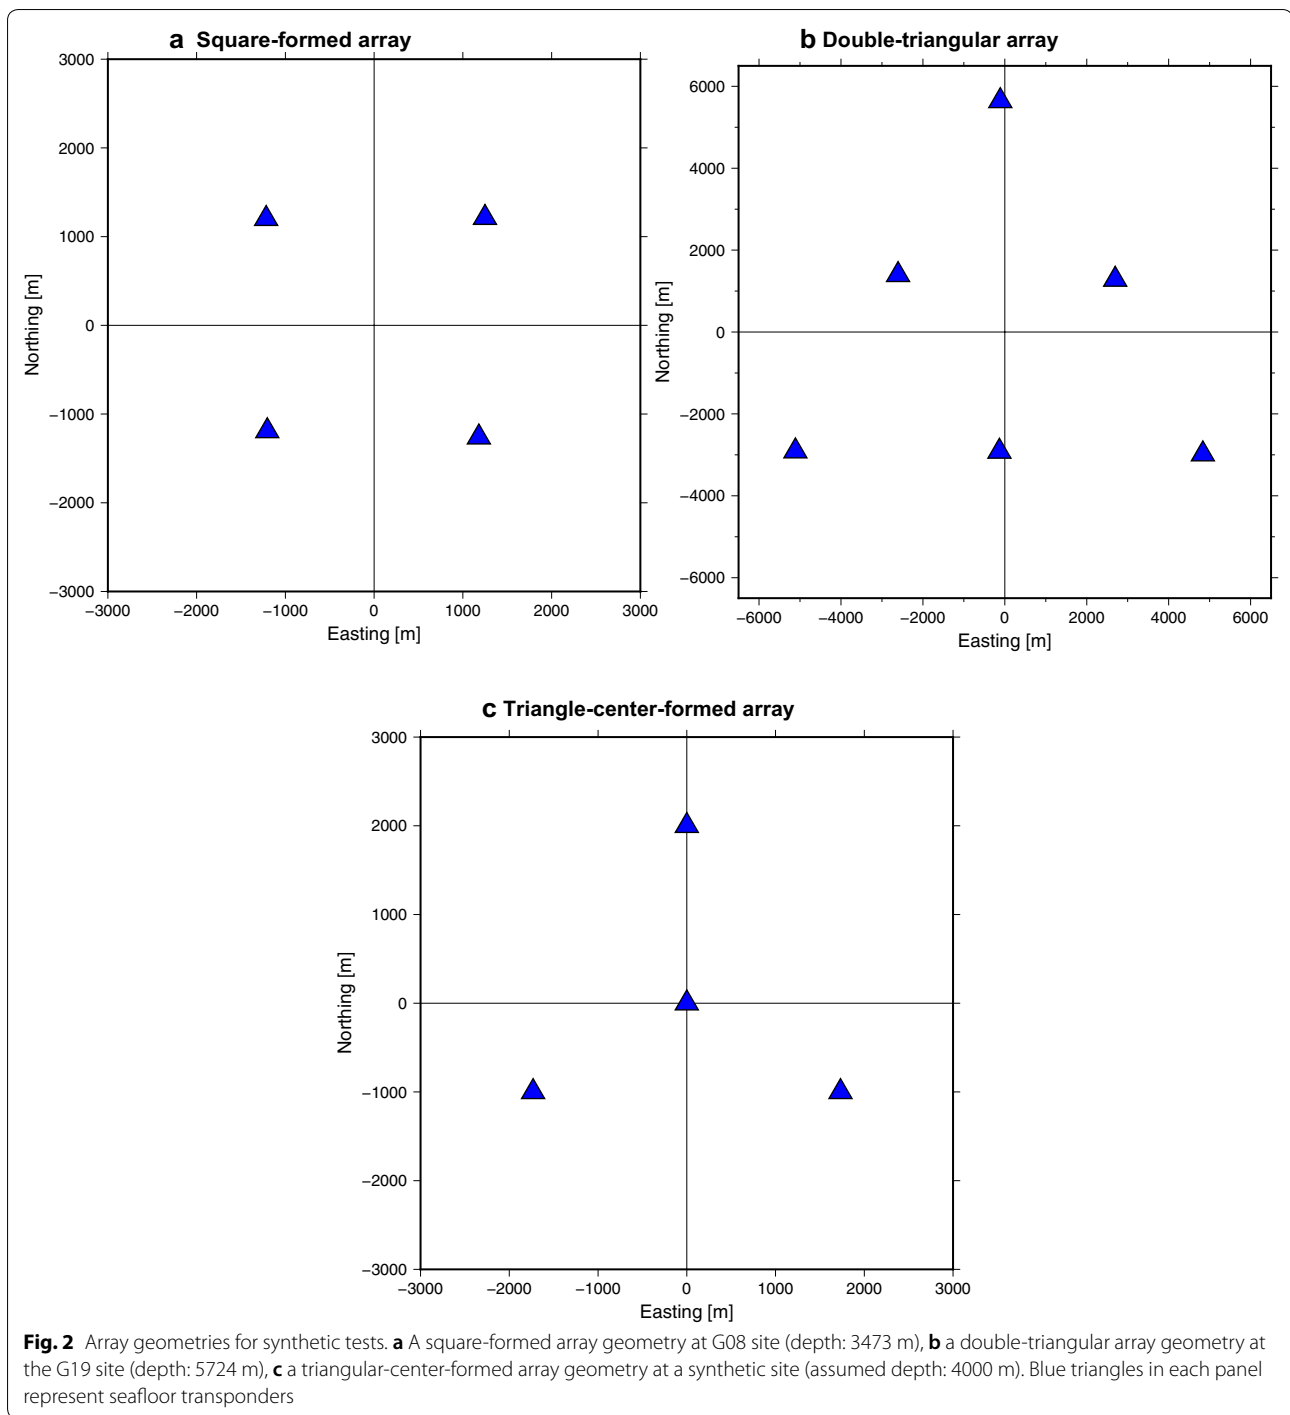 a Square-formed array
3000
2000
1000
0
−1000
−2000
−3000
−3000 −2000 −1000 0 1000 2000 3000
Northing [m]
Easting [m]
b Double-triangular array
6000
4000
2000
0
−2000
−4000
−6000
−6000 −4000 −2000 0 2000 4000 6000
Northing [m]
Easting [m]
c Triangle-center-formed array
3000
2000
1000
0
−1000
−2000
−3000
−3000 −2000 −1000 0 1000 2000 3000
Northing [m]
Easting [m]
Fig. 2 Array geometries for synthetic tests. a A square-formed array geometry at G08 site (depth: 3473 m), b a double-triangular array geometry at
the G19 site (depth: 5724 m), c a triangular-center-formed array geometry at a synthetic site (assumed depth: 4000 m). Blue triangles in each panel
represent seafloor transponders